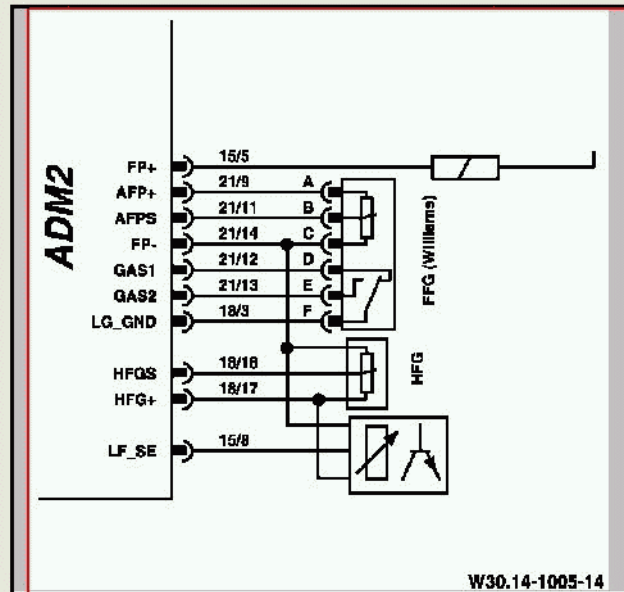 ADM2
FP+ 15/5
AFP+ 21/9 A
AFPS 21/11 B
FP- 21/14 C
GAS1 21/12 D
GAS2 21/13 E
LG_GND 18/3 F
FFG (Williams)
HFGS 18/18
HFG+ 18/17
HFG
LF_SE 15/8
W30.14-1005-14